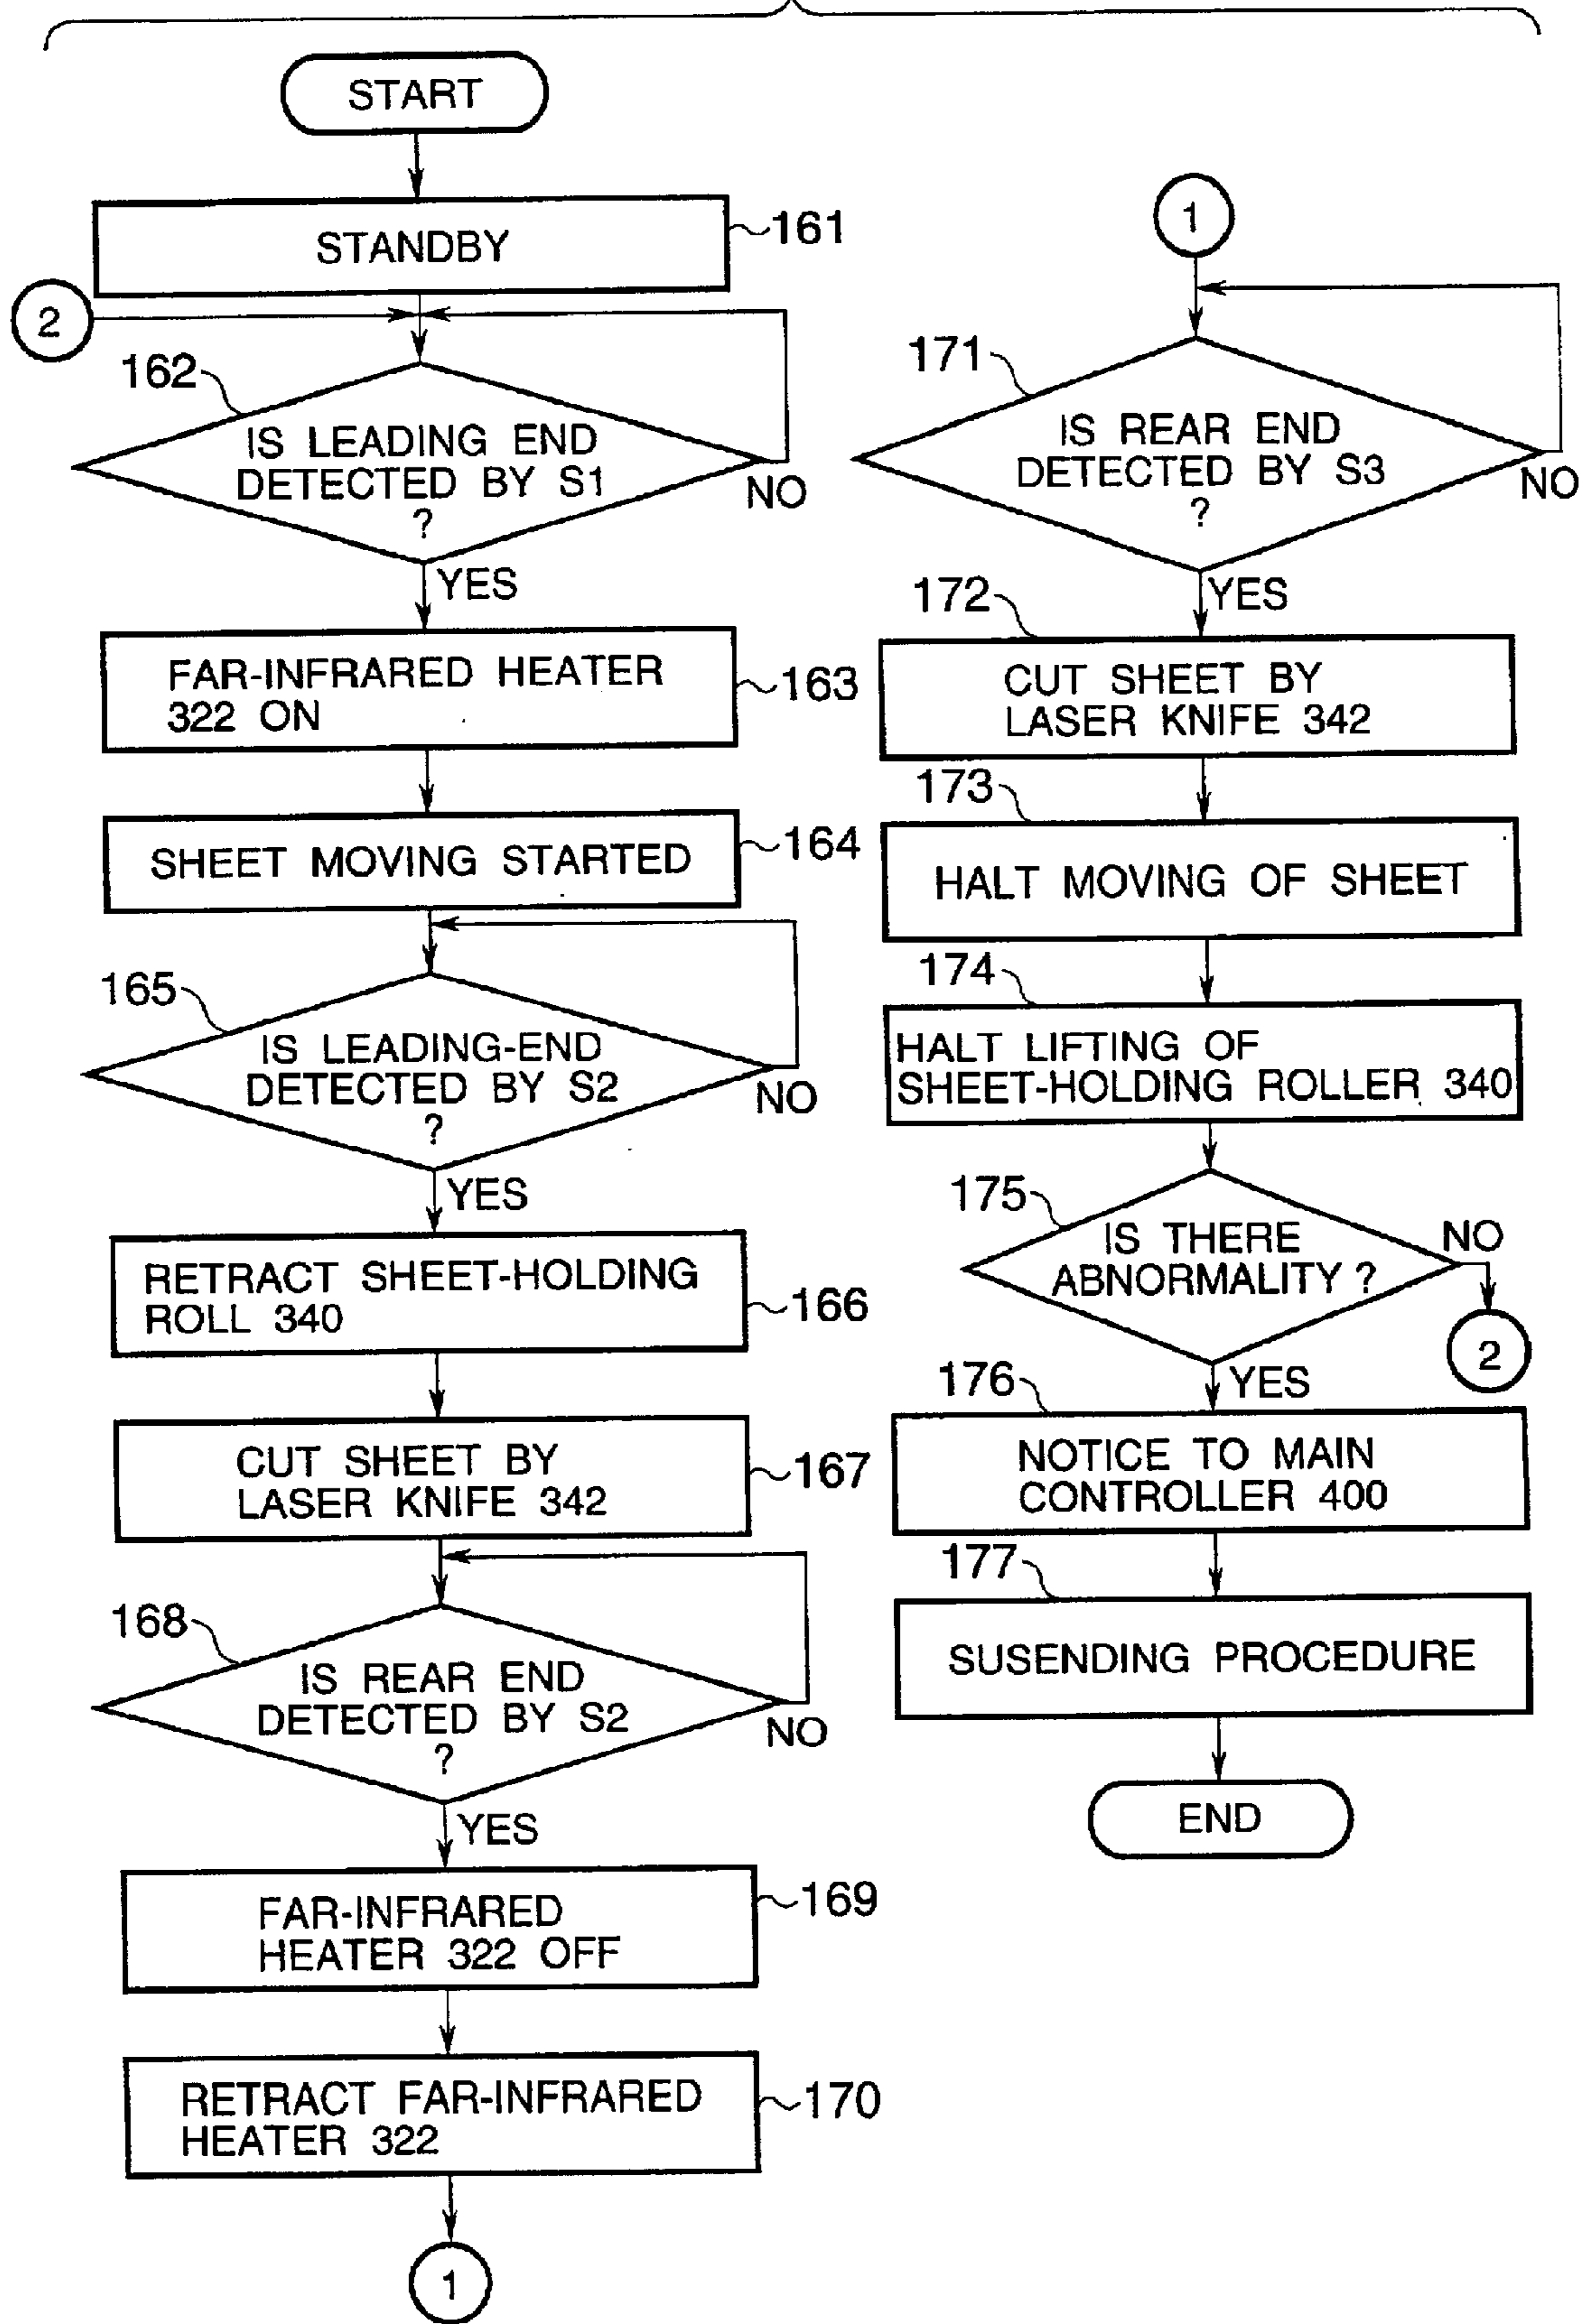 START
STANDBY
161
2
162
IS LEADING END
DETECTED BY S1
?
NO
YES
FAR-INFRARED HEATER
322 ON
163
SHEET MOVING STARTED
164
165
IS LEADING-END
DETECTED BY S2
?
NO
YES
RETRACT SHEET-HOLDING
ROLL 340
166
CUT SHEET BY
LASER KNIFE 342
167
168
IS REAR END
DETECTED BY S2
?
NO
YES
FAR-INFRARED
HEATER 322 OFF
169
RETRACT FAR-INFRARED
HEATER 322
170
1
1
171
IS REAR END
DETECTED BY S3
?
NO
YES
172
CUT SHEET BY
LASER KNIFE 342
173
HALT MOVING OF SHEET
174
HALT LIFTING OF
SHEET-HOLDING ROLLER 340
175
IS THERE
ABNORMALITY ?
NO
2
YES
176
NOTICE TO MAIN
CONTROLLER 400
177
SUSENDING PROCEDURE
END